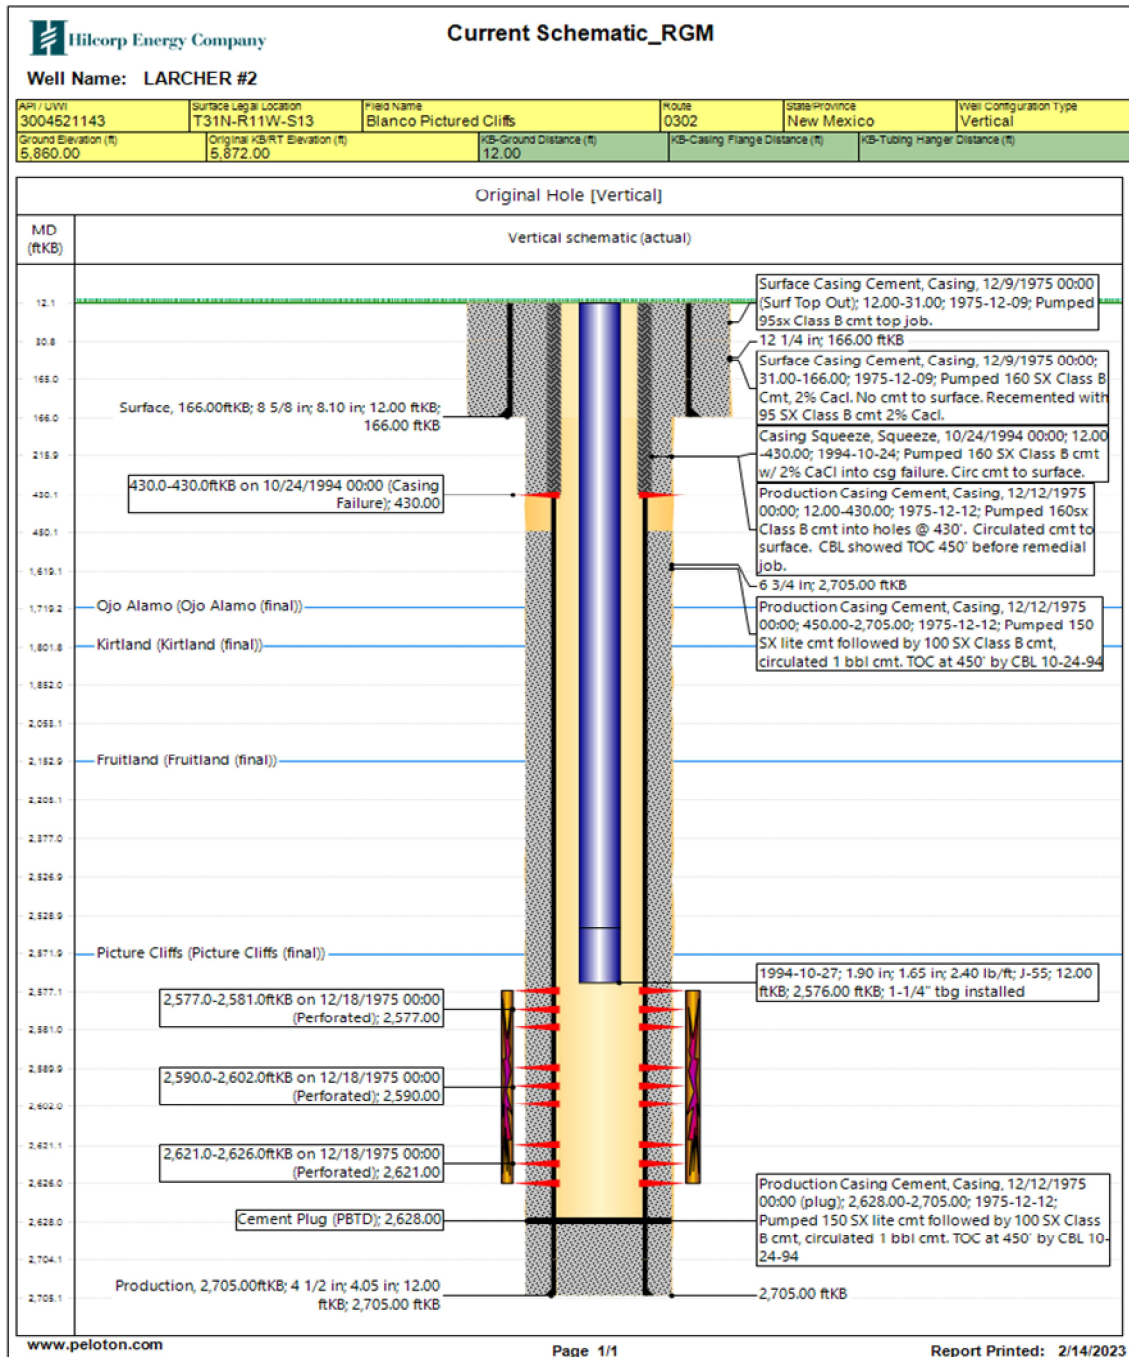 Hilcorp Energy Company
Current Schematic_RGM
Well Name: LARCHER #2
API / UWI
3004521143
Surface Legal Location
T31N-R11W-S13
Field Name
Blanco Pictured Cliffs
Route
0302
State/Province
New Mexico
Well Configuration Type
Vertical
Ground Elevation (ft)
5,860.00
Original KB/RT Elevation (ft)
5,872.00
KB-Ground Distance (ft)
12.00
KB-Casing Flange Distance (ft)
KB-Tubing Hanger Distance (ft)
Original Hole [Vertical]
MD
(ftKB)
Vertical schematic (actual)
12.1
30.8
165.0
166.0
215.9
430.1
450.1
1,619.1
1,719.2
1,801.8
1,852.0
2,152.9
2,205.1
2,377.0
2,526.9
2,528.9
2,571.9
2,577.1
2,581.0
2,589.9
2,602.0
2,621.1
2,626.0
2,628.0
2,704.1
2,705.1
Surface Casing Cement, Casing, 12/9/1975 00:00
(Surf Top Out); 12.00-31.00; 1975-12-09; Pumped
95sx Class B cmt top job.
12 1/4 in; 166.00 ftKB
Surface Casing Cement, Casing, 12/9/1975 00:00;
31.00-166.00; 1975-12-09; Pumped 160 SX Class B
Cmt, 2% Cacl. No cmt to surface. Recemented with
95 SX Class B cmt 2% Cacl.
Surface, 166.00ftKB; 8 5/8 in; 8.10 in; 12.00 ftKB;
166.00 ftKB
Casing Squeeze, Squeeze, 10/24/1994 00:00; 12.00
-430.00; 1994-10-24; Pumped 160 SX Class B cmt
w/ 2% CaCl into csg failure. Circ cmt to surface.
430.0-430.0ftKB on 10/24/1994 00:00 (Casing
Failure); 430.00
Production Casing Cement, Casing, 12/12/1975
00:00; 12.00-430.00; 1975-12-12; Pumped 160sx
Class B cmt into holes @ 430'. Circulated cmt to
surface. CBL showed TOC 450' before remedial
job.
6 3/4 in; 2,705.00 ftKB
Ojo Alamo (Ojo Alamo (final))
Production Casing Cement, Casing, 12/12/1975
00:00; 450.00-2,705.00; 1975-12-12; Pumped 150
SX lite cmt followed by 100 SX Class B cmt,
circulated 1 bbl cmt. TOC at 450' by CBL 10-24-94
Kirtland (Kirtland (final))
Fruitland (Fruitland (final))
Picture Cliffs (Picture Cliffs (final))
1994-10-27; 1.90 in; 1.65 in; 2.40 lb/ft; J-55; 12.00
ftKB; 2,576.00 ftKB; 1-1/4" tbg installed
2,577.0-2,581.0ftKB on 12/18/1975 00:00
(Perforated); 2,577.00
2,590.0-2,602.0ftKB on 12/18/1975 00:00
(Perforated); 2,590.00
2,621.0-2,626.0ftKB on 12/18/1975 00:00
(Perforated); 2,621.00
Production Casing Cement, Casing, 12/12/1975
00:00 (plug); 2,628.00-2,705.00; 1975-12-12;
Pumped 150 SX lite cmt followed by 100 SX Class
B cmt, circulated 1 bbl cmt. TOC at 450' by CBL 10-
24-94
Cement Plug (PBTD); 2,628.00
Production, 2,705.00ftKB; 4 1/2 in; 4.05 in; 12.00
ftKB; 2,705.00 ftKB
2,705.00 ftKB
www.peloton.com
Page 1/1
Report Printed: 2/14/2023